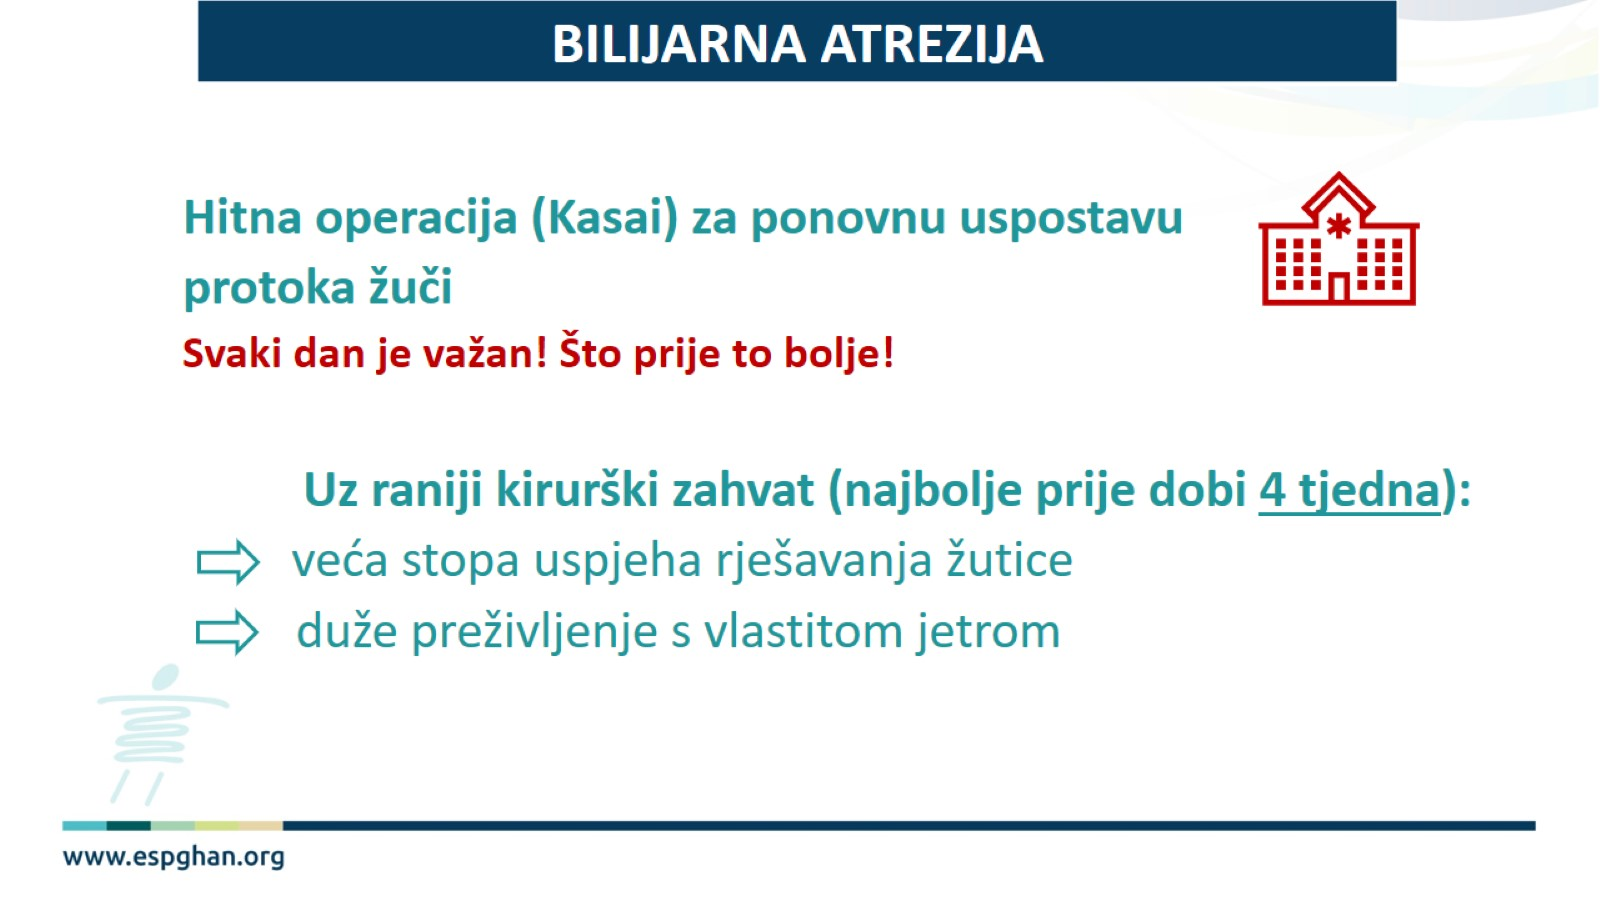 BILIJARNA ATREZIJA
Hitna operacija (Kasai) za ponovnu uspostavu
protoka žuči
Svaki dan je važan! Što prije to bolje!
Uz raniji kirurški zahvat (najbolje prije dobi 4 tjedna):
veća stopa uspjeha rješavanja žutice
duže preživljenje s vlastitom jetrom
www.espghan.org